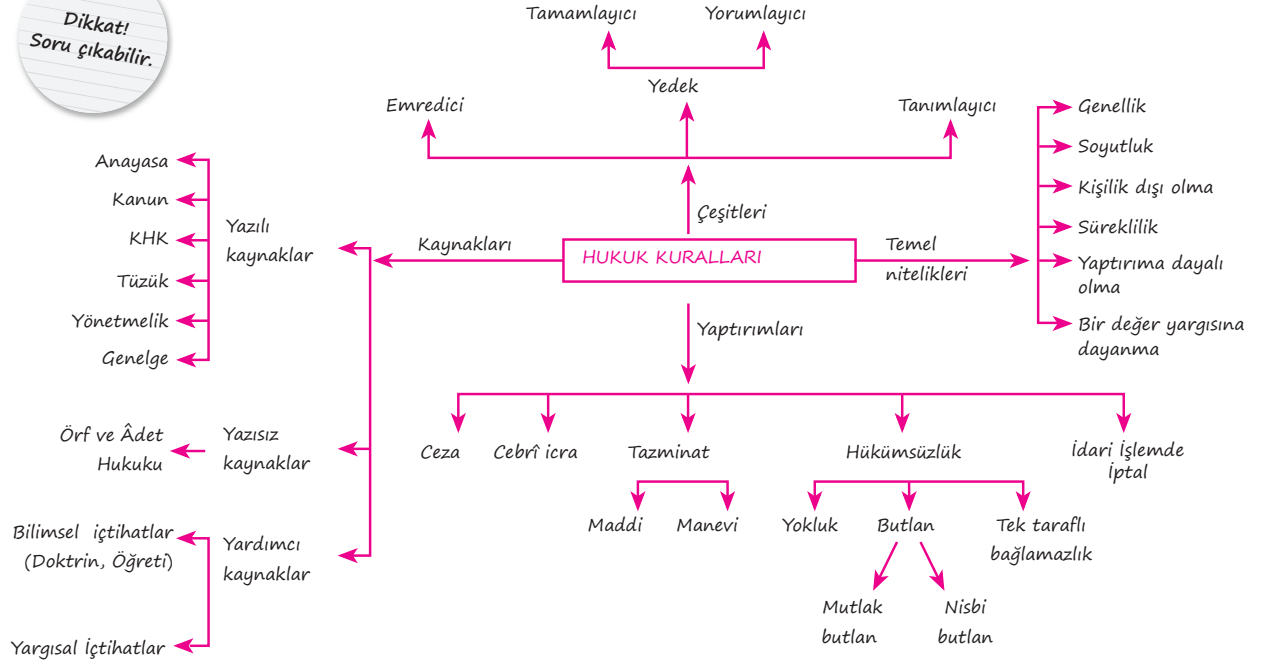 Dikkat!
Soru çıkabilir.
Tamamlayıcı
Yorumlayıcı
Yedek
Emredici
Tanımlayıcı
Çeşitleri
HUKUK KURALLARI
Kaynakları
Yazılı
kaynaklar
Anayasa
Kanun
KHK
Tüzük
Yönetmelik
Genelge
Yazısız
kaynaklar
Örf ve Âdet
Hukuku
Yardımcı
kaynaklar
Bilimsel içtihatlar
(Doktrin, Öğreti)
Yargısal İçtihatlar
Temel
nitelikleri
Genellik
Soyutluk
Kişilik dışı olma
Süreklilik
Yaptırıma dayalı
olma
Bir değer yargısına
dayanma
Yaptırımları
Ceza
Cebrî icra
Tazminat
Maddi
Manevi
Hükümsüzlük
Yokluk
Butlan
Tek taraflı
bağlamazlık
Mutlak
butlan
Nisbi
butlan
İdari İşlemde
İptal